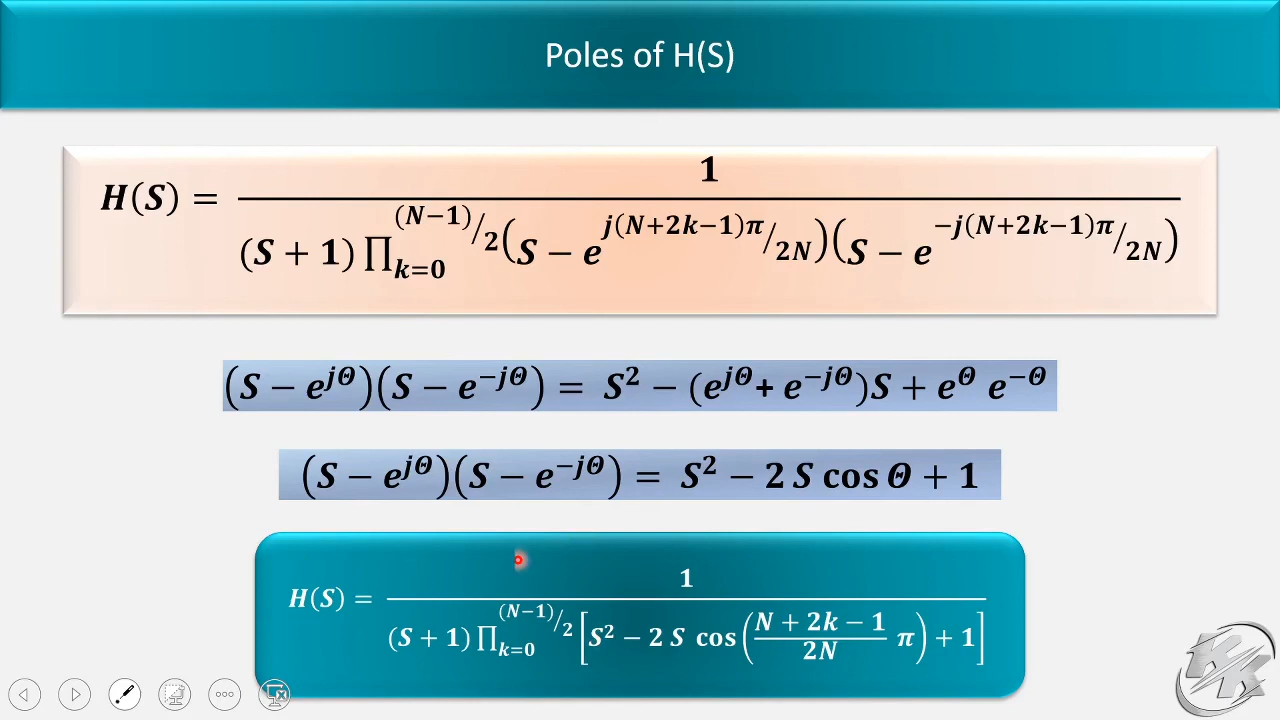 Poles of H(S)
H(S) = 1 / ((S + 1) ∏_{k=0}^{(N−1)/2} (S − e^{j(N+2k−1)π/2N})(S − e^{−j(N+2k−1)π/2N}))
(S − e^{jΘ})(S − e^{−jΘ}) = S² − (e^{jΘ} + e^{−jΘ})S + e^Θ e^{−Θ}
(S − e^{jΘ})(S − e^{−jΘ}) = S² − 2 S cos Θ + 1
H(S) = 1 / ((S + 1) ∏_{k=0}^{(N−1)/2} [S² − 2 S cos((N + 2k − 1)/2N π) + 1])